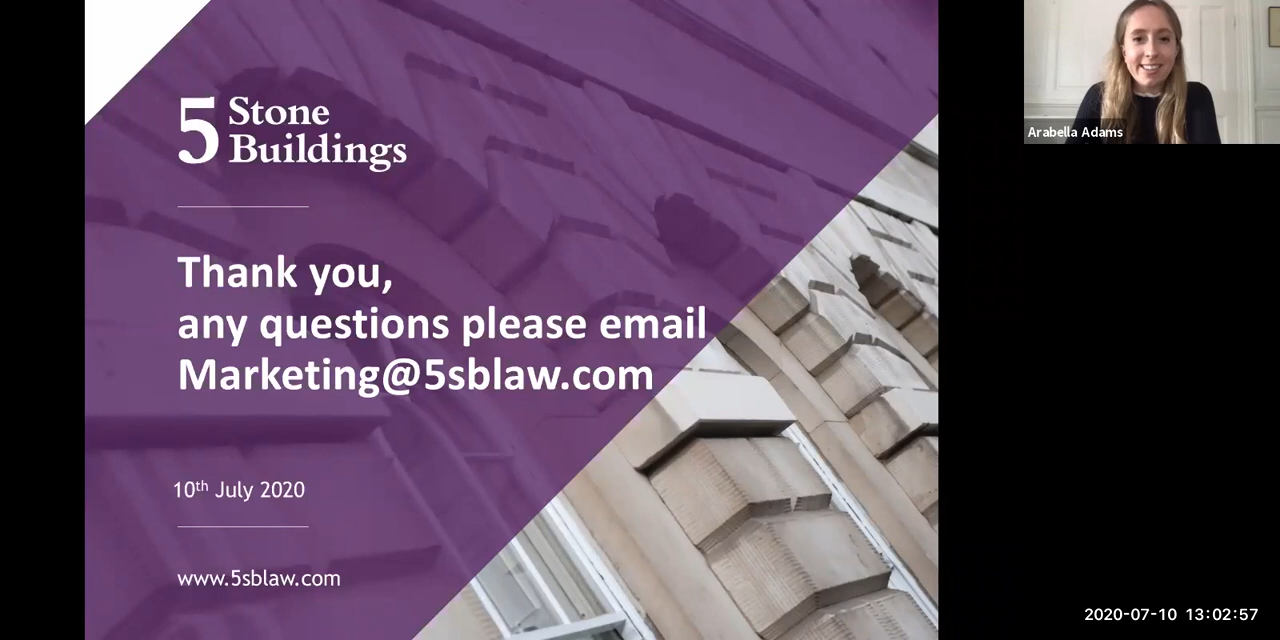 5 Stone
Buildings
Thank you,
any questions please email
Marketing@5sblaw.com
10th July 2020
www.5sblaw.com
Arabella Adams
2020-07-10 13:02:57